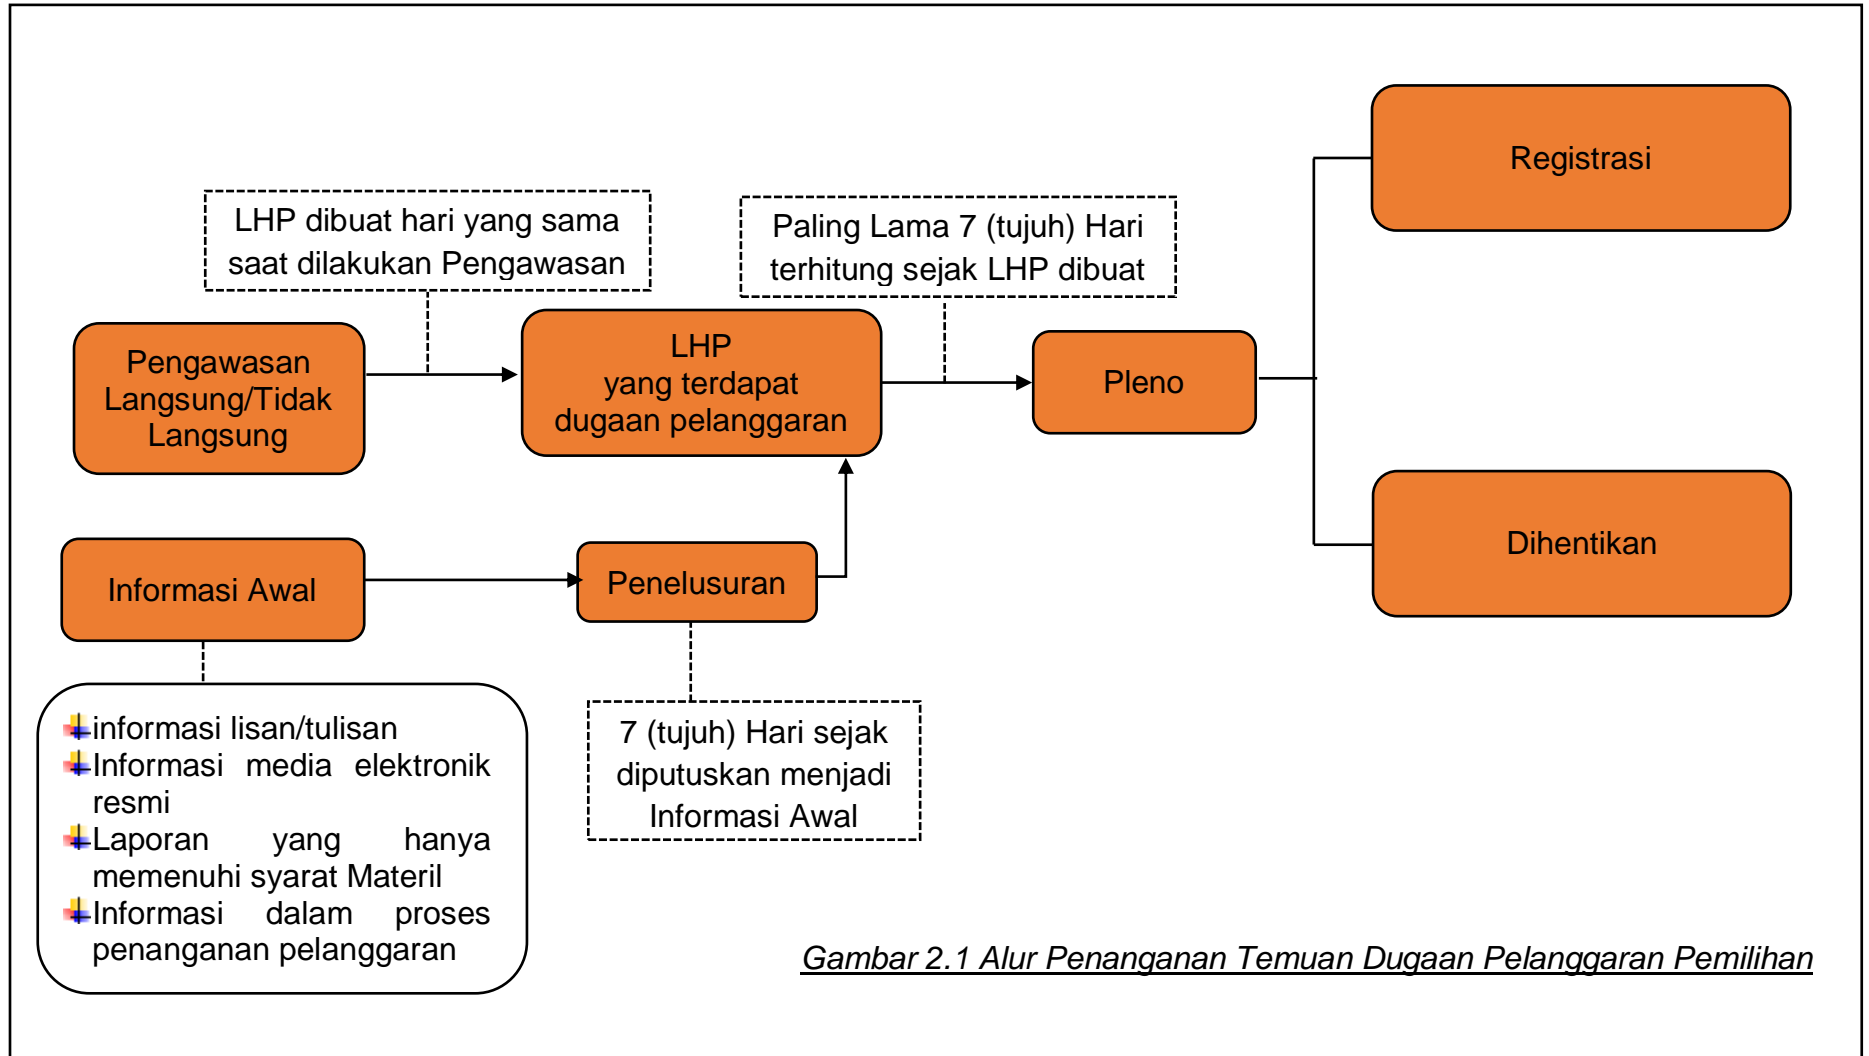 Registrasi
LHP dibuat hari yang sama
saat dilakukan Pengawasan
Paling Lama 7 (tujuh) Hari
terhitung sejak LHP dibuat
Pengawasan
Langsung/Tidak
Langsung
LHP
yang terdapat
dugaan pelanggaran
Pleno
Informasi Awal
Penelusuran
Dihentikan
informasi lisan/tulisan
Informasi media elektronik
resmi
Laporan yang hanya
memenuhi syarat Materil
Informasi dalam proses
penanganan pelanggaran
7 (tujuh) Hari sejak
diputuskan menjadi
Informasi Awal
Gambar 2.1 Alur Penanganan Temuan Dugaan Pelanggaran Pemilihan